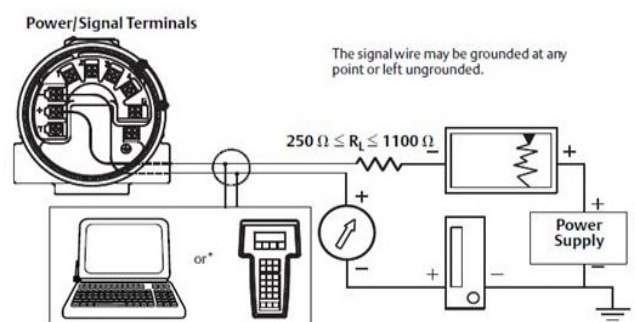 Power/Signal Terminals
The signal wire may be grounded at any
point or left ungrounded.
250 Ω ≤ R_L ≤ 1100 Ω
–
+
+
+
Power
Supply
–
or*
–
+
–